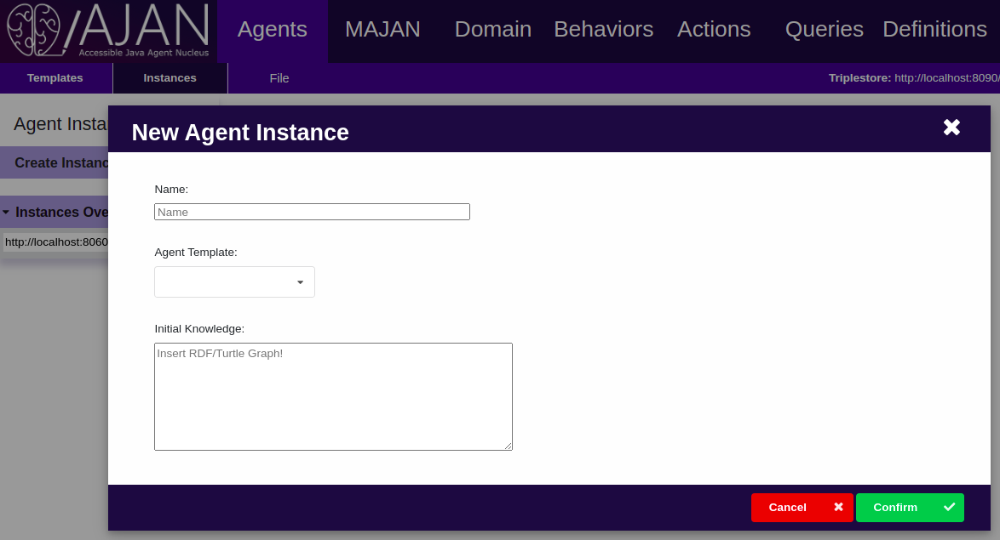 AJAN
Accessible Java Agent Nucleus
Agents MAJAN Domain Behaviors Actions Queries Definitions
Templates Instances File Triplestore: http://localhost:8090/
Agent Insta
New Agent Instance
Create Instanc
Name:
Name
Instances Ove
http://localhost:8060
Agent Template:
Initial Knowledge:
Insert RDF/Turtle Graph!
Cancel Confirm